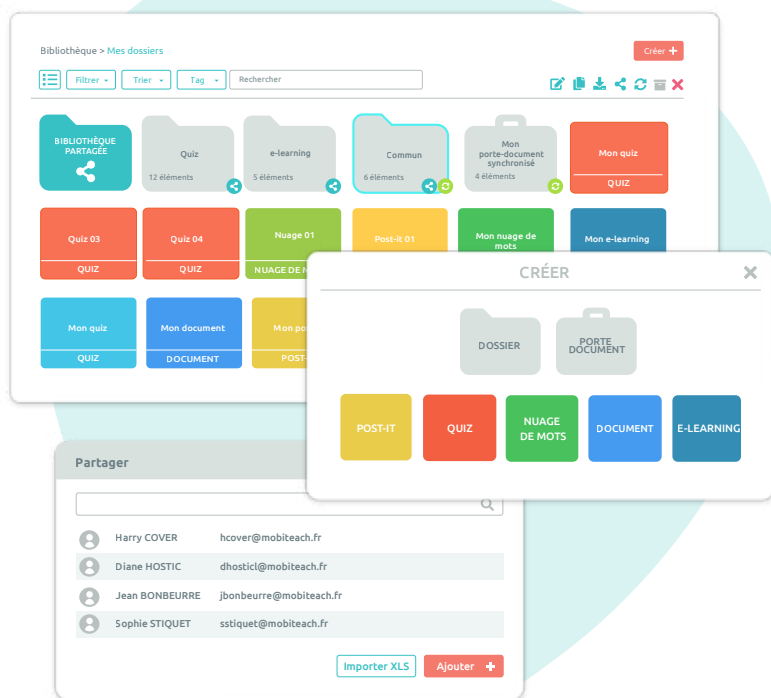 Bibliothèque > Mes dossiers
Créer
Filtrer
Trier
Tag
Rechercher
BIBLIOTHÈQUE
PARTAGÉE
Quiz
12 éléments
e-learning
5 éléments
Commun
6 éléments
Mon
porte-document
synchronisé
4 éléments
Mon quiz
QUIZ
Quiz 03
QUIZ
Quiz 04
QUIZ
Nuage 01
NUAGE DE M
Post-it 01
Mon nuage de
mots
Mon e-learning
Mon quiz
QUIZ
Mon document
DOCUMENT
Mon po
POST-
CRÉER
DOSSIER
PORTE
DOCUMENT
POST-IT
QUIZ
NUAGE
DE MOTS
DOCUMENT
E-LEARNING
Partager
Harry COVER hcover@mobiteach.fr
Diane HOSTIC dhosticl@mobiteach.fr
Jean BONBEURRE jbonbeurre@mobiteach.fr
Sophie STIQUET sstiquet@mobiteach.fr
Importer XLS
Ajouter